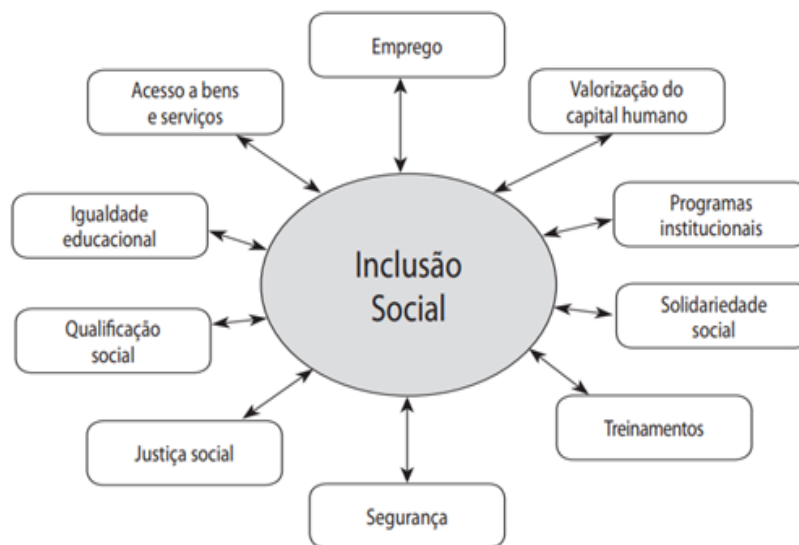 Emprego
Acesso a bens
e serviços
Valorização do
capital humano
Igualdade
educacional
Programas
institucionais
Inclusão
Social
Qualificação
social
Solidariedade
social
Justiça social
Treinamentos
Segurança